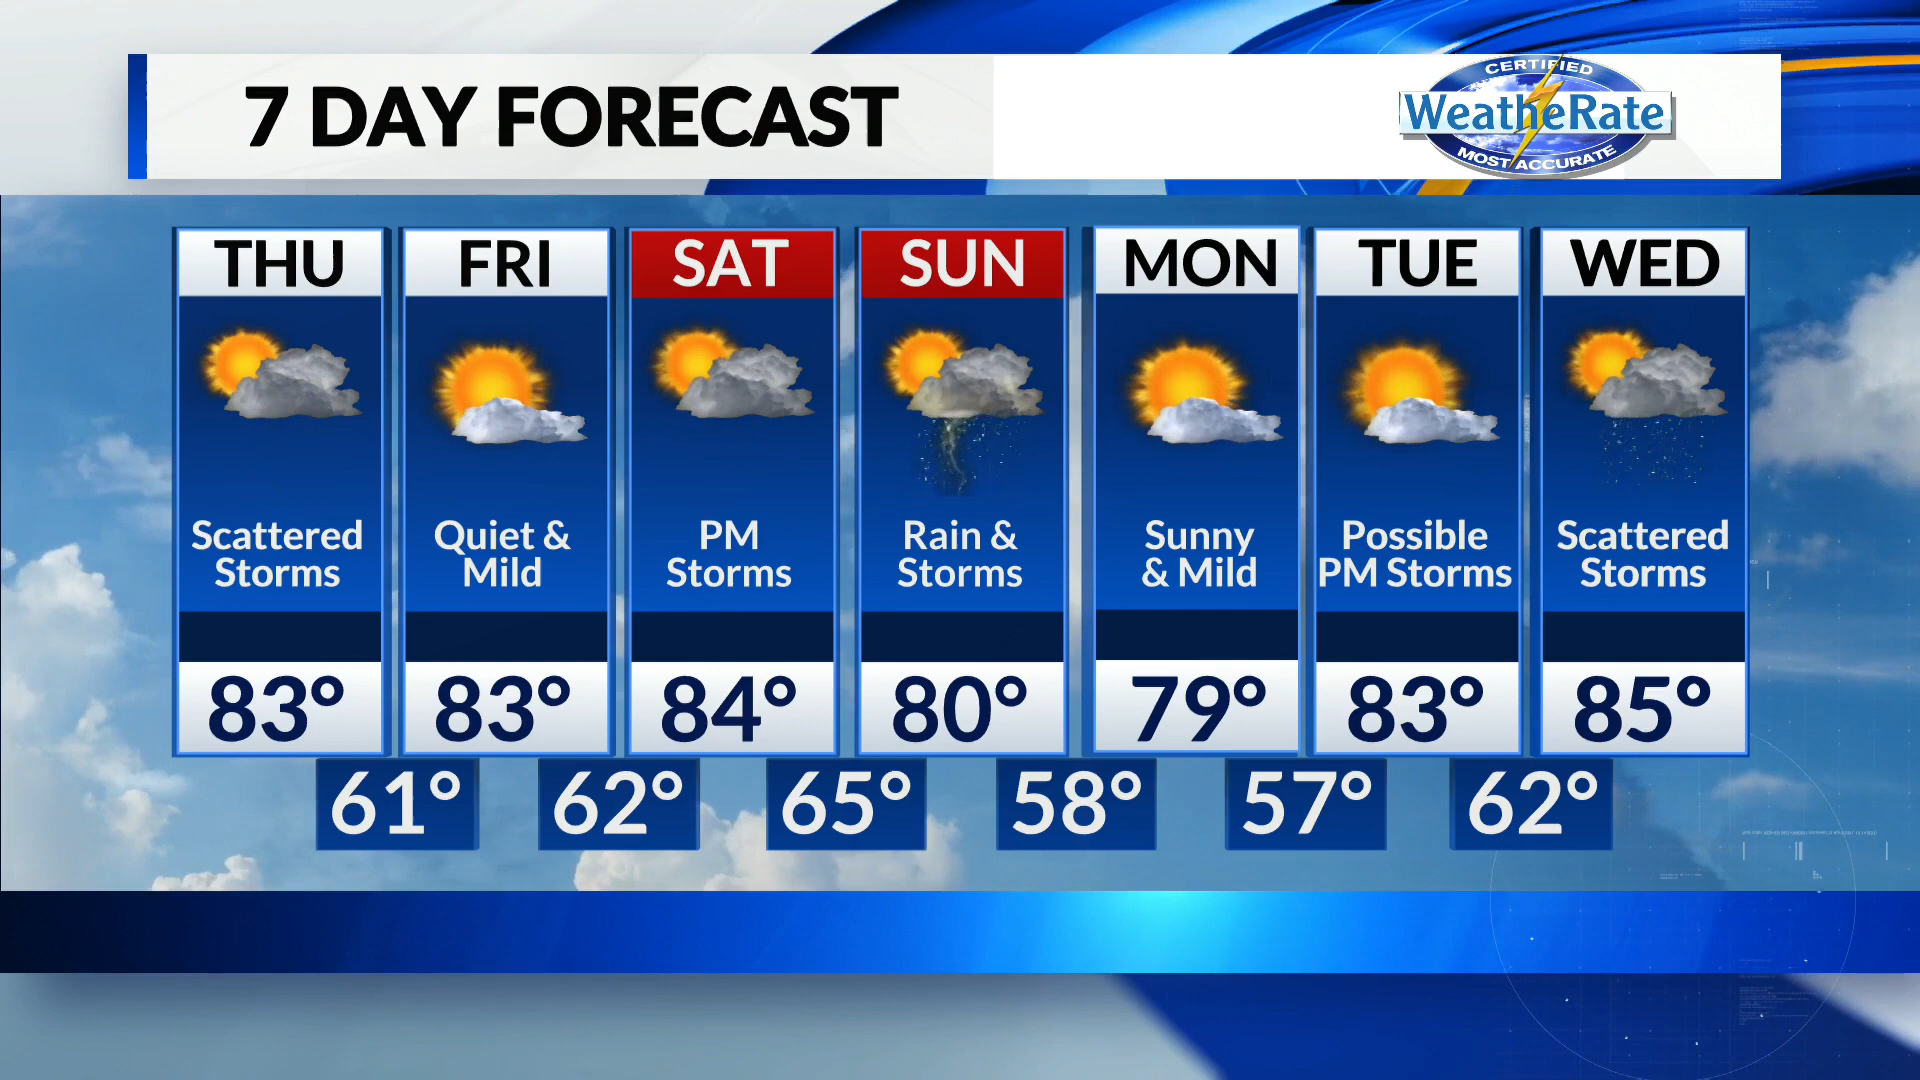 7 DAY FORECAST
CERTIFIED
WeatheRate
MOST ACCURATE
THU
FRI
SAT
SUN
MON
TUE
WED
Scattered
Storms
Quiet &
Mild
PM
Storms
Rain &
Storms
Sunny
& Mild
Possible
PM Storms
Scattered
Storms
83°
83°
84°
80°
79°
83°
85°
61°
62°
65°
58°
57°
62°